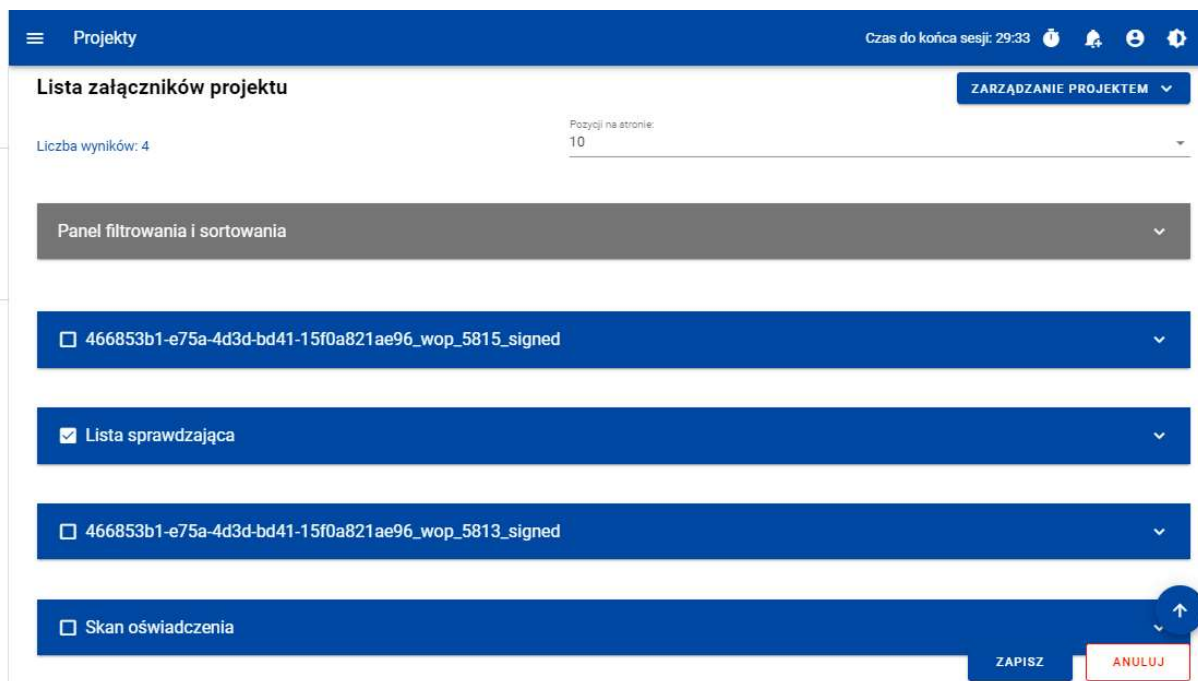 Projekty
Czas do końca sesji: 29:33
Lista załączników projektu
ZARZĄDZANIE PROJEKTEM
Liczba wyników: 4
Pozycji na stronie:
10
Panel filtrowania i sortowania
466853b1-e75a-4d3d-bd41-15f0a821ae96_wop_5815_signed
Lista sprawdzająca
466853b1-e75a-4d3d-bd41-15f0a821ae96_wop_5813_signed
Skan oświadczenia
ZAPISZ
ANULUJ